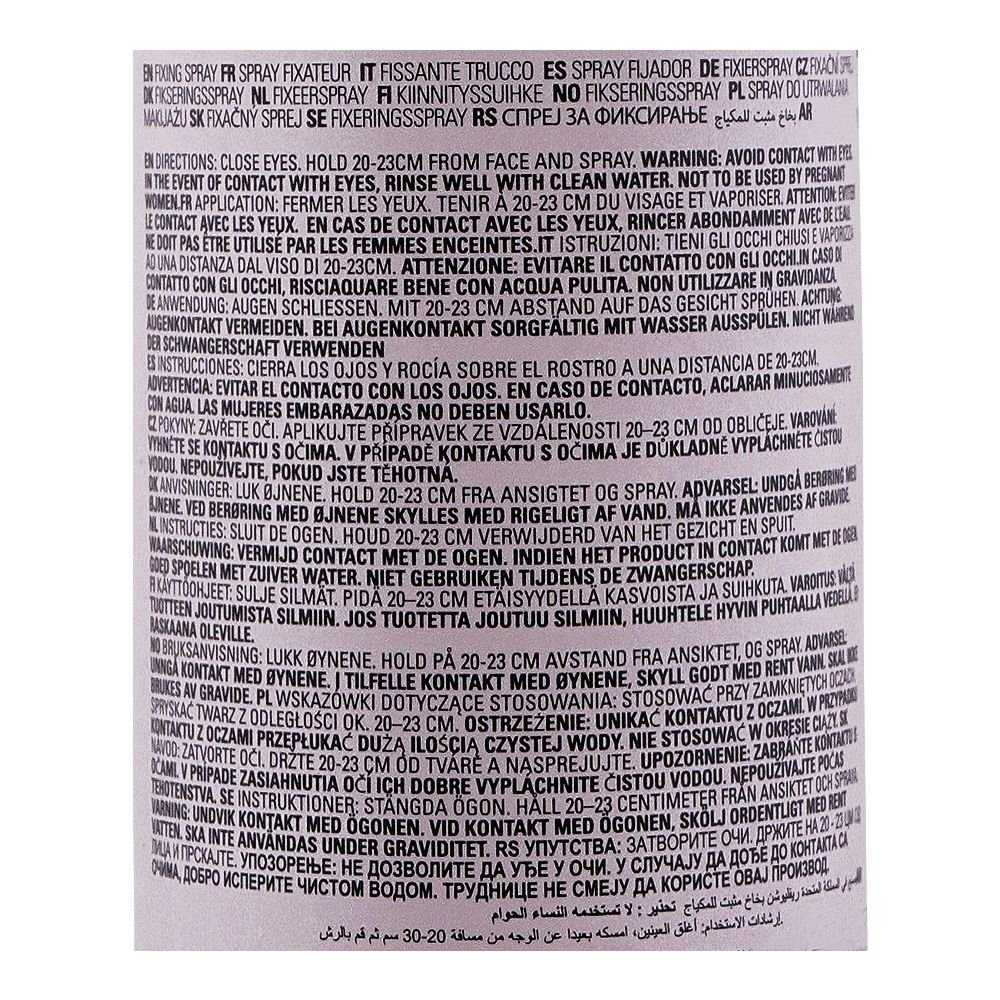 EN FIXING SPRAY FR SPRAY FIXATEUR IT FISSANTE TRUCCO ES SPRAY FIJADOR DE FIXIERSPRAY CZ FIXAČNÍ SPREJ
DK FIKSERINGSSPRAY NL FIXEERSPRAY FI KIINNITYSSUIHKE NO FIKSERINGSSPRAY PL SPRAY DO UTRWALANIA
MAKIJAŻU SK FIXAČNÝ SPREJ SE FIXERINGSSPRAY RS СПРЕЈ ЗА ФИКСИРАЊЕ بخاخ مثبت للمكياج AR
EN DIRECTIONS: CLOSE EYES. HOLD 20-23CM FROM FACE AND SPRAY. WARNING: AVOID CONTACT WITH EYES.
IN THE EVENT OF CONTACT WITH EYES, RINSE WELL WITH CLEAN WATER. NOT TO BE USED BY PREGNANT
WOMEN.FR APPLICATION: FERMER LES YEUX. TENIR À 20-23 CM DU VISAGE ET VAPORISER. ATTENTION: ÉVITER
LE CONTACT AVEC LES YEUX. EN CAS DE CONTACT AVEC LES YEUX, RINCER ABONDAMMENT AVEC DE L'EAU.
NE DOIT PAS ÊTRE UTILISÉ PAR LES FEMMES ENCEINTES.IT ISTRUZIONI: TIENI GLI OCCHI CHIUSI E VAPORIZZA
AD UNA DISTANZA DAL VISO DI 20-23CM. ATTENZIONE: EVITARE IL CONTATTO CON GLI OCCHI.IN CASO DI
CONTATTO CON GLI OCCHI, RISCIAQUARE BENE CON ACQUA PULITA. NON UTILIZZARE IN GRAVIDANZA.
DE ANWENDUNG: AUGEN SCHLIESSEN. MIT 20-23 CM ABSTAND AUF DAS GESICHT SPRÜHEN. ACHTUNG:
AUGENKONTAKT VERMEIDEN. BEI AUGENKONTAKT SORGFÄLTIG MIT WASSER AUSSPÜLEN. NICHT WÄHREND
DER SCHWANGERSCHAFT VERWENDEN
ES INSTRUCCIONES: CIERRA LOS OJOS Y ROCÍA SOBRE EL ROSTRO A UNA DISTANCIA DE 20-23CM.
ADVERTENCIA: EVITAR EL CONTACTO CON LOS OJOS. EN CASO DE CONTACTO, ACLARAR MINUCIOSAMENTE
CON AGUA. LAS MUJERES EMBARAZADAS NO DEBEN USARLO.
CZ POKYNY: ZAVŘETE OČI. APLIKUJTE PŘÍPRAVEK ZE VZDÁLENOSTI 20–23 CM OD OBLIČEJE. VAROVÁNÍ:
VYHNĚTE SE KONTAKTU S OČIMA. V PŘÍPADĚ KONTAKTU S OČIMA JE DŮKLADNĚ VYPLÁCHNĚTE ČISTOU
VODOU. NEPOUŽÍVEJTE, POKUD JSTE TĚHOTNÁ.
DK ANVISNINGER: LUK ØJNENE. HOLD 20-23 CM FRA ANSIGTET OG SPRAY. ADVARSEL: UNDGÅ BERØRING MED
ØJNENE. VED BERØRING MED ØJNENE SKYLLES MED RIGELIGT AF VAND. MÅ IKKE ANVENDES AF GRAVIDE.
NL INSTRUCTIES: SLUIT DE OGEN. HOUD 20-23 CM VERWIJDERD VAN HET GEZICHT EN SPUIT.
WAARSCHUWING: VERMIJD CONTACT MET DE OGEN. INDIEN HET PRODUCT IN CONTACT KOMT MET DE OGEN,
GOED SPOELEN MET ZUIVER WATER. NIET GEBRUIKEN TIJDENS DE ZWANGERSCHAP.
FI KÄYTTÖOHJEET: SULJE SILMÄT. PIDÄ 20–23 CM ETÄISYYDELLÄ KASVOISTA JA SUIHKUTA. VAROITUS: VÄLTÄ
TUOTTEEN JOUTUMISTA SILMIIN. JOS TUOTETTA JOUTUU SILMIIN, HUUHTELE HYVIN PUHTAALLA VEDELLÄ.
RASKAANA OLEVILLE.
NO BRUKSANVISNING: LUKK ØYNENE. HOLD PÅ 20-23 CM AVSTAND FRA ANSIKTET, OG SPRAY. ADVARSEL:
UNNGÅ KONTAKT MED ØYNENE. I TILFELLE KONTAKT MED ØYNENE, SKYLL GODT MED RENT VANN. SKAL IKKE
BRUKES AV GRAVIDE. PL WSKAZÓWKI DOTYCZĄCE STOSOWANIA: STOSOWAĆ PRZY ZAMKNIĘTYCH OCZACH,
SPRYSKAĆ TWARZ Z ODLEGŁOŚCI OK. 20–23 CM. OSTRZEŻENIE: UNIKAĆ KONTAKTU Z OCZAMI. W PRZYPADKU
KONTAKTU Z OCZAMI PRZEPŁUKAĆ DUŻĄ ILOŚCIĄ CZYSTEJ WODY. NIE STOSOWAĆ W OKRESIE CIĄŻY. SK
NÁVOD: ZATVORTE OČI. DRŽTE 20-23 CM OD TVÁRE A NASPREJUJTE. UPOZORNENIE: ZABRÁŇTE KONTAKTU S
OČAMI. V PRÍPADE ZASIAHNUTIA OČÍ ICH DOBRE VYPLÁCHNITE ČISTOU VODOU. NEPOUŽÍVAJTE POČAS
TEHOTENSTVA. SE INSTRUKTIONER: STÄNGDA ÖGON. HÅLL 20–23 CENTIMETER FRÅN ANSIKTET OCH SPRAYA.
VARNING: UNDVIK KONTAKT MED ÖGONEN. VID KONTAKT MED ÖGONEN, SKÖLJ ORDENTLIGT MED RENT
VATTEN. SKA INTE ANVÄNDAS UNDER GRAVIDITET. RS УПУТСТВА: ЗАТВОРИТЕ ОЧИ. ДРЖИТЕ НА 20 - 23
ЛИЦА И ПРСКАЈТЕ. УПОЗОРЕЊЕ: НЕ ДОЗВОЛИТЕ ДА УЂЕ У ОЧИ. У СЛУЧАЈУ ДА ДОЂЕ ДО КОНТАКТА СА
ОЧИМА, ДОБРО ИСПЕРИТЕ ЧИСТОМ ВОДОМ. ТРУДНИЦЕ НЕ СМЕЈУ ДА КОРИСТЕ ОВАЈ ПРОИЗВОД.
في المملكة المتحدة ريفليوشن بخاخ مثبت للمكياج تحذير : لا تستخدمه النساء الحوام
إرشادات الاستخدام: أغلق العينين، امسكه بعيدا عن الوجه من مسافة 20-30 سم ثم قم بالرش.